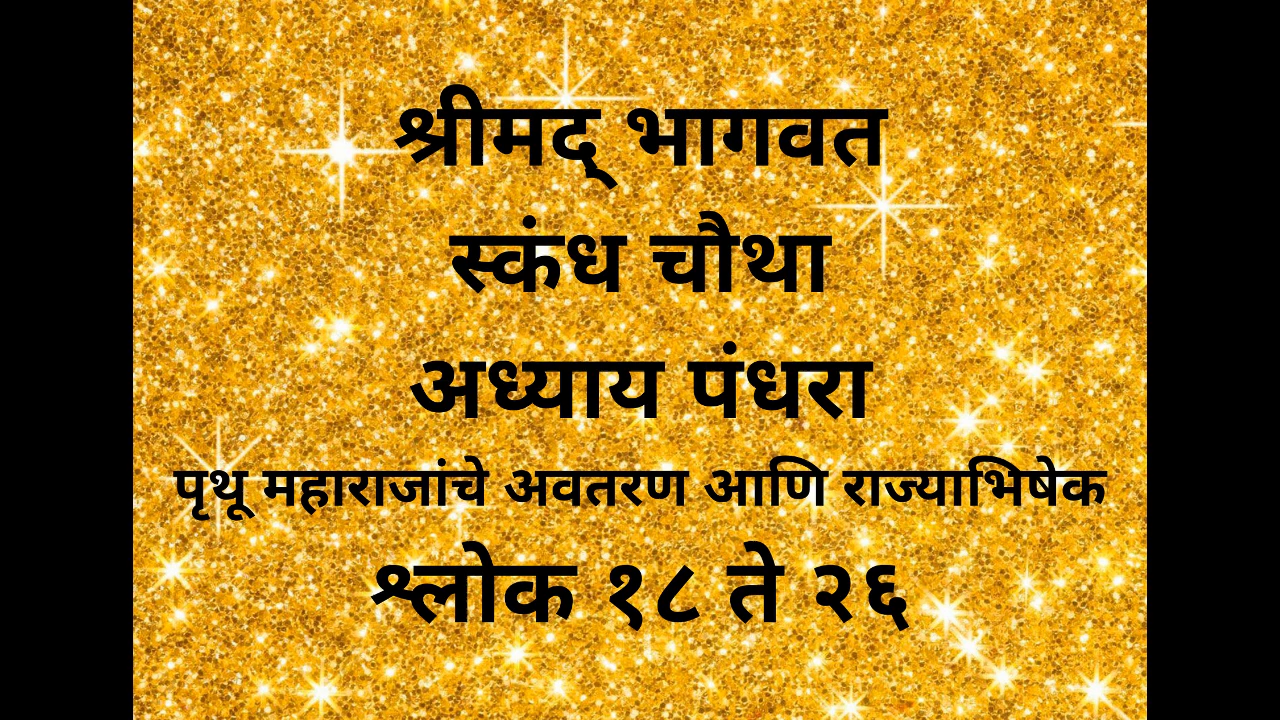 श्रीमद् भागवत
स्कंध चौथा
अध्याय पंधरा
पृथू महाराजांचे अवतरण आणि राज्याभिषेक
श्लोक १८ ते २६